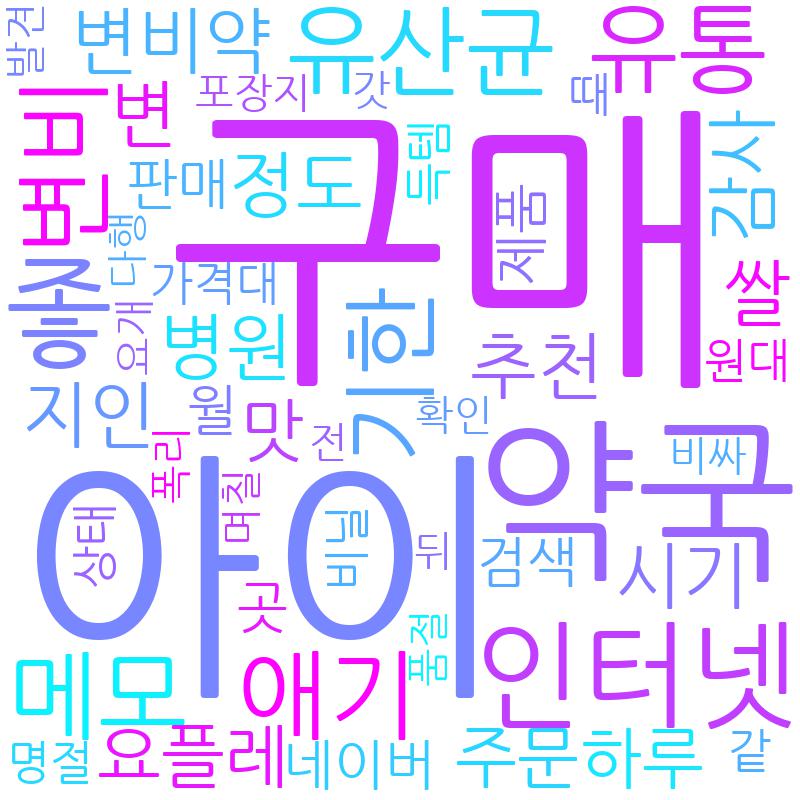 발견
변비약
유산균
유통
변비
변
포장지
갓
때
구매
판매
정도
득템
제품
감사
좋
다행
가격대
요개
병원
기한
추천
쌀
원대
지인
월
맛
전
확인
폭리
며칠
아이
상태
비닐
뒤
약국
비싸
검색
시기
곳
품절
인터넷
메모
애기
명절
요플레
네이버
주문
하루
같